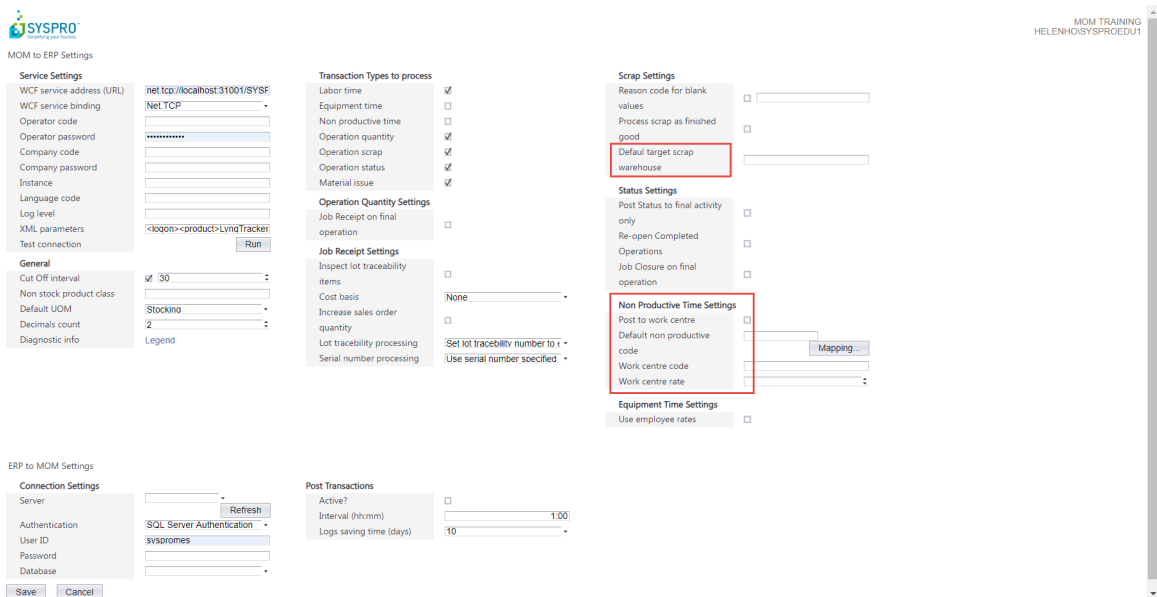 SYSPRO™
Simplifying your Success
MOM TRAINING
HELENHO\SYSPROEDU1
MOM to ERP Settings
Service Settings
WCF service address (URL) net.tcp://localhost:31001/SYSF
WCF service binding Net.TCP
Operator code
Operator password ••••••••••••
Company code
Company password
Instance
Language code
Log level
XML parameters <logon><product>LynqTracker
Test connection Run
General
Cut Off interval 30
Non stock product class
Default UOM Stocking
Decimals count 2
Diagnostic info Legend
Transaction Types to process
Labor time
Equipment time
Non productive time
Operation quantity
Operation scrap
Operation status
Material issue
Operation Quantity Settings
Job Receipt on final
operation
Job Receipt Settings
Inspect lot traceability
items
Cost basis None
Increase sales order
quantity
Lot tracebility processing Set lot tracebility number to e
Serial number processing Use serial number specified
Scrap Settings
Reason code for blank
values
Process scrap as finished
good
Defaul target scrap
warehouse
Status Settings
Post Status to final activity
only
Re-open Completed
Operations
Job Closure on final
operation
Non Productive Time Settings
Post to work centre
Default non productive
code
Mapping...
Work centre code
Work centre rate
Equipment Time Settings
Use employee rates
ERP to MOM Settings
Connection Settings
Server
Refresh
Authentication SQL Server Authentication
User ID syspromes
Password
Database
Post Transactions
Active?
Interval (hh:mm) 1:00
Logs saving time (days) 10
Save Cancel